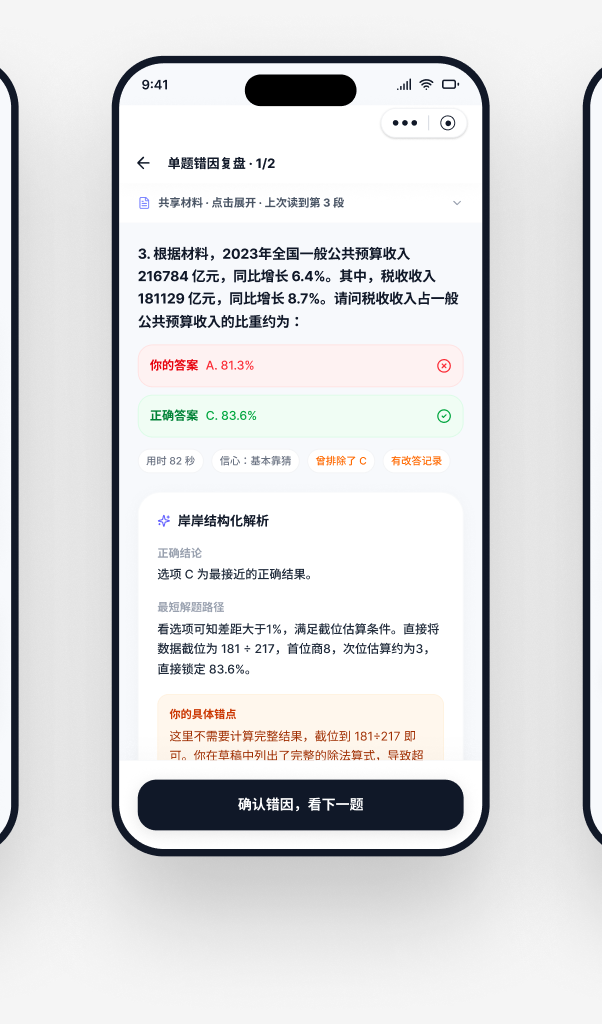 9:41
单题错因复盘 · 1/2
共享材料 · 点击展开 · 上次读到第 3 段
3. 根据材料，2023年全国一般公共预算收入
216784 亿元，同比增长 6.4%。其中，税收收入
181129 亿元，同比增长 8.7%。请问税收收入占一般
公共预算收入的比重约为：
你的答案 A. 81.3%
正确答案 C. 83.6%
用时 82 秒 信心：基本靠猜 曾排除了 C 有改答记录
岸岸结构化解析
正确结论
选项 C 为最接近的正确结果。
最短解题路径
看选项可知差距大于1%，满足截位估算条件。直接将
数据截位为 181 ÷ 217，首位商8，次位估算约为3，
直接锁定 83.6%。
你的具体错点
这里不需要计算完整结果，截位到 181÷217 即
可。你在草稿中列出了完整的除法算式，导致超
确认错因，看下一题